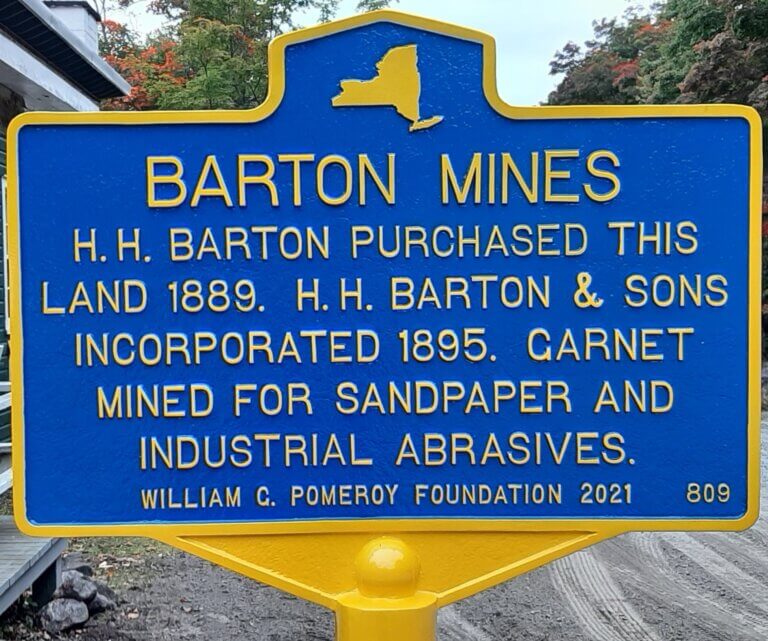 BARTON MINES
H. H. BARTON PURCHASED THIS
LAND 1889. H. H. BARTON & SONS
INCORPORATED 1895. GARNET
MINED FOR SANDPAPER AND
INDUSTRIAL ABRASIVES.
WILLIAM G. POMEROY FOUNDATION 2021 809